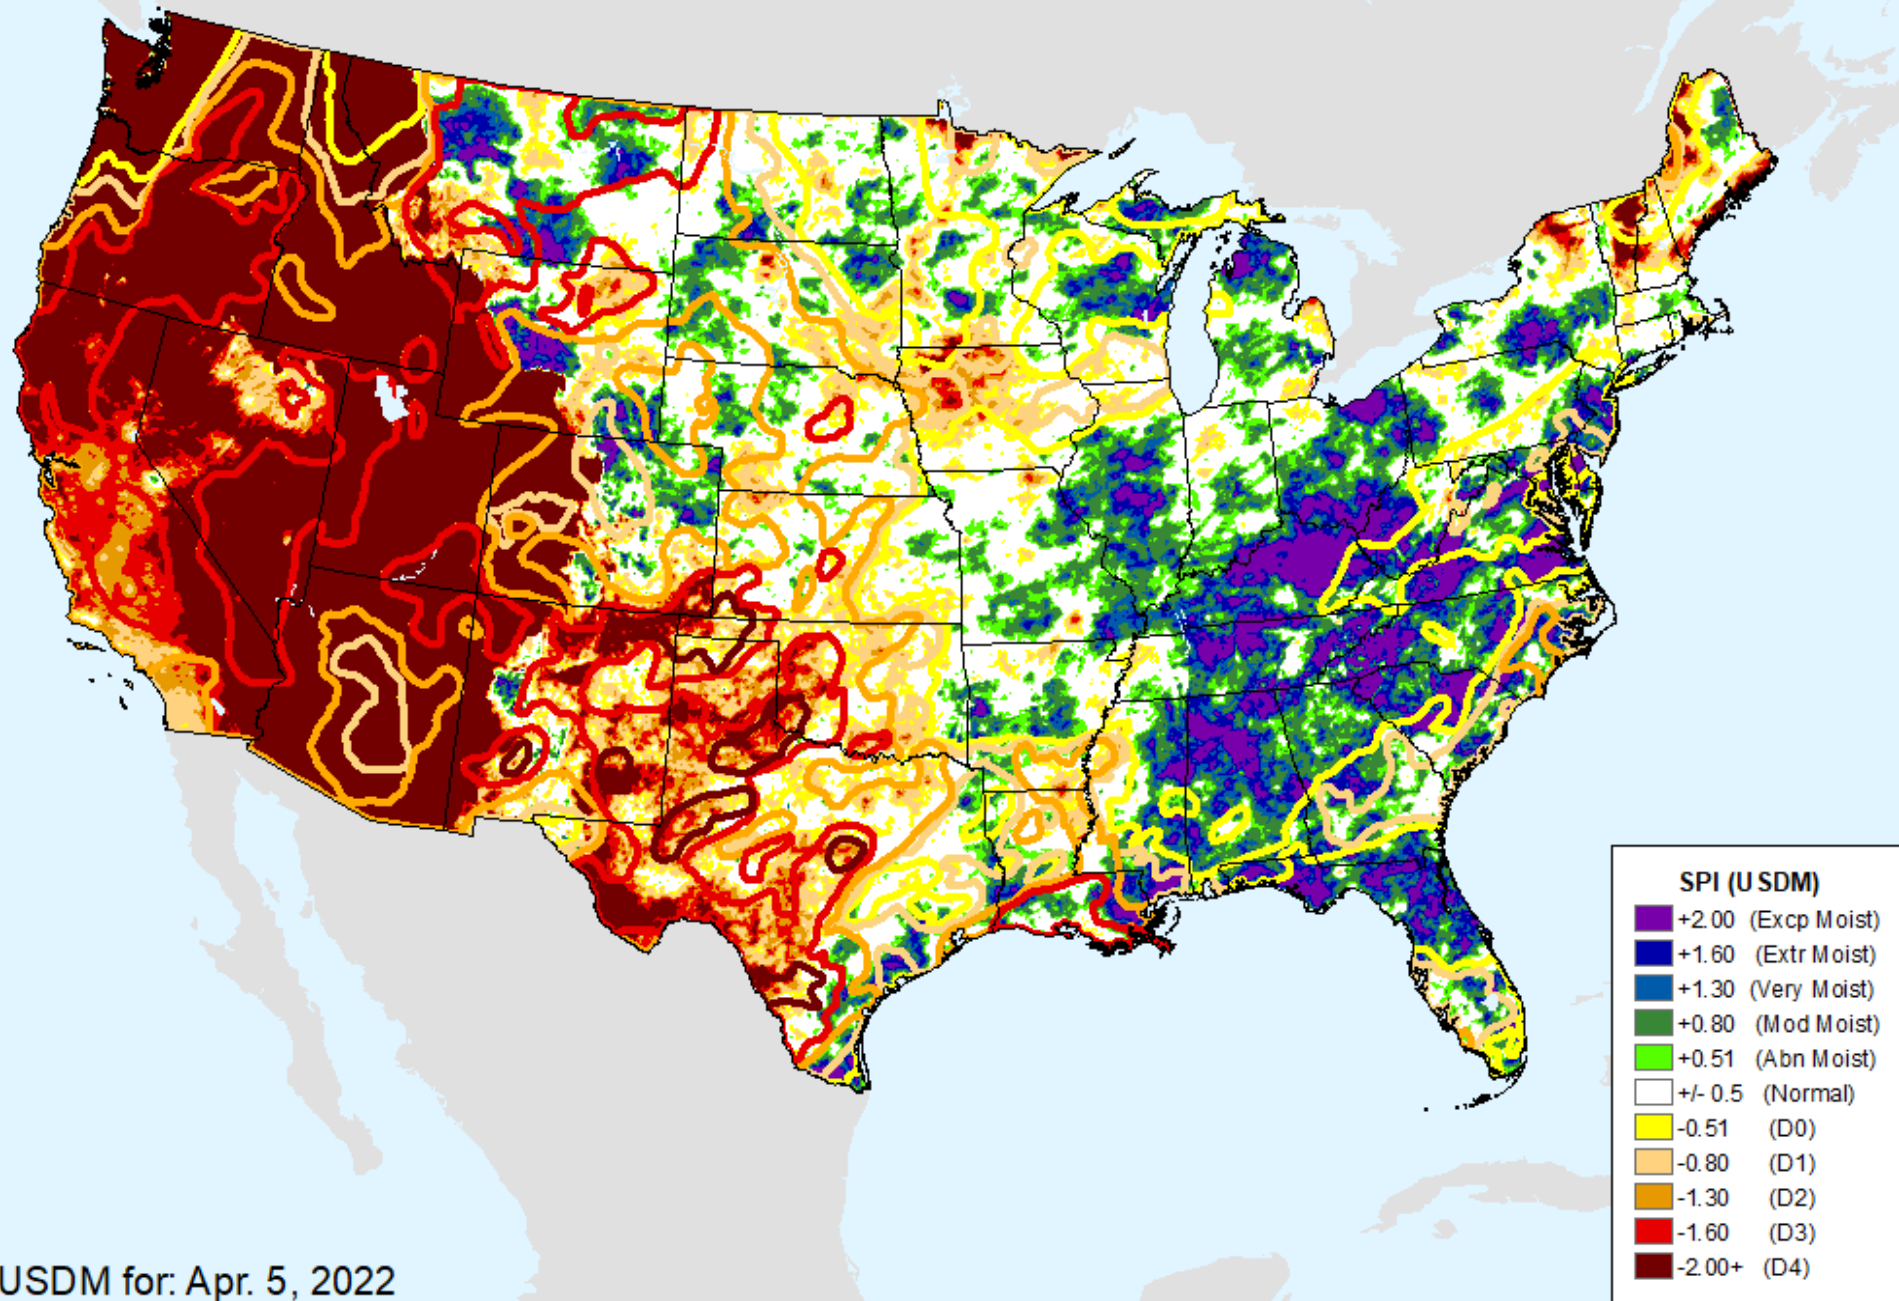 SPI (USDM)
+2.00 (Excp Moist)
+1.60 (Extr Moist)
+1.30 (Very Moist)
+0.80 (Mod Moist)
+0.51 (Abn Moist)
+/- 0.5 (Normal)
-0.51 (D0)
-0.80 (D1)
-1.30 (D2)
-1.60 (D3)
-2.00+ (D4)
USDM for: Apr. 5, 2022